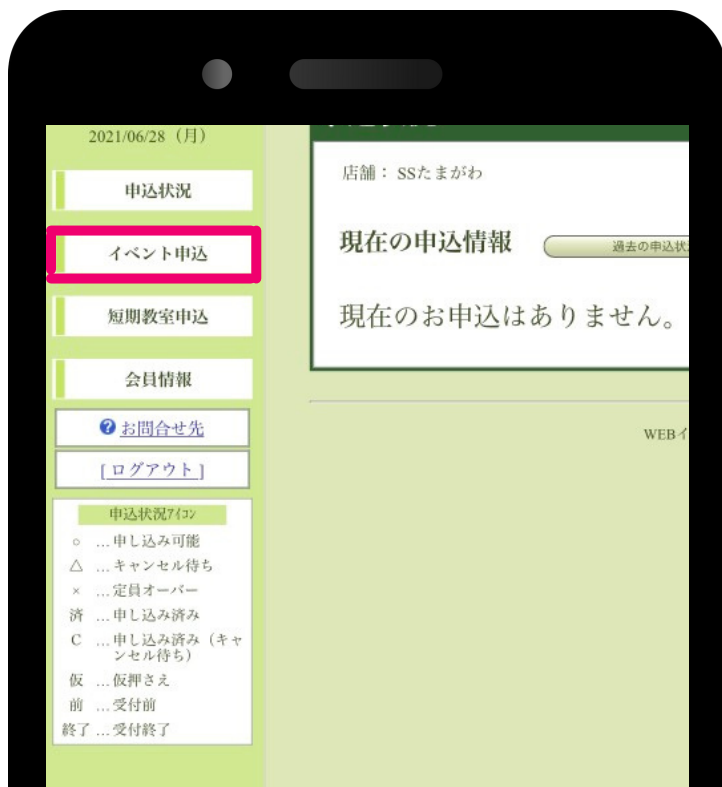 2021/06/28（月）
申込状況
イベント申込
短期教室申込
会員情報
お問合せ先
[ログアウト]
申込状況ｱｲｺﾝ
○ …申し込み可能
△ …キャンセル待ち
× …定員オーバー
済 …申し込み済み
C …申し込み済み（キャ
ンセル待ち）
仮 …仮押さえ
前 …受付前
終了 …受付終了
店舗： SSたまがわ
現在の申込情報
過去の申込状
現在のお申込はありません。
WEBイ